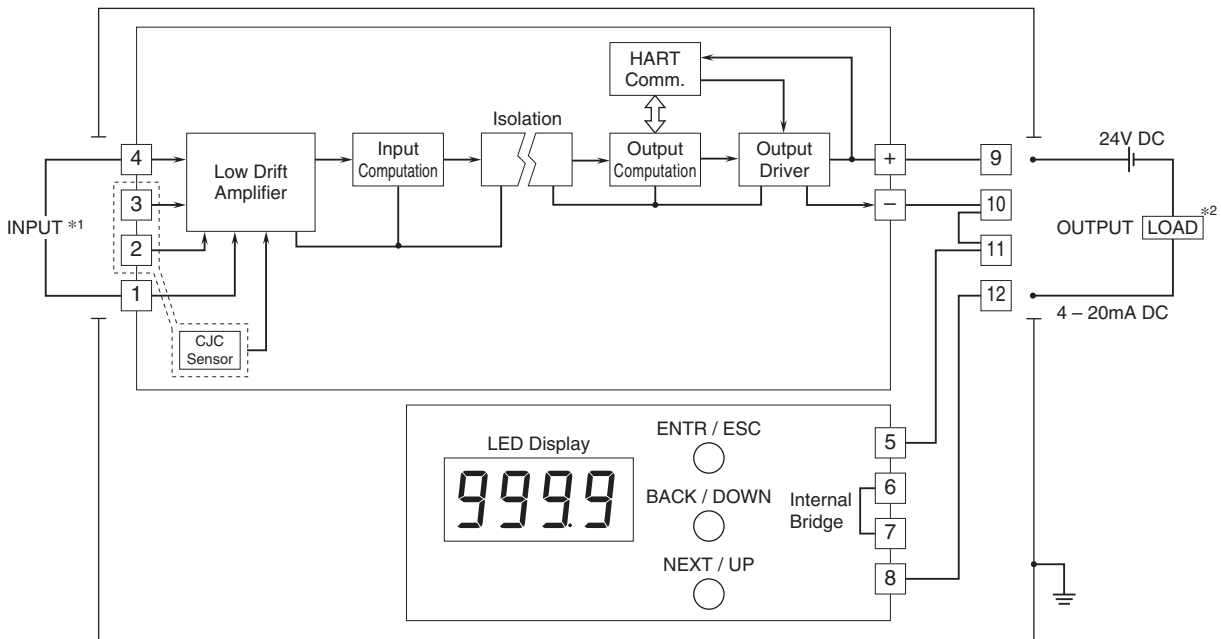 HART
Comm.
Isolation
24V DC
4
Low Drift
Amplifier
Input
Computation
Output
Computation
Output
Driver
+
9
3
–
10
INPUT *1
OUTPUT
LOAD
*2
2
11
1
12
4 – 20mA DC
CJC
Sensor
ENTR / ESC
5
LED Display
999.9
6
BACK / DOWN
Internal
Bridge
7
NEXT / UP
8